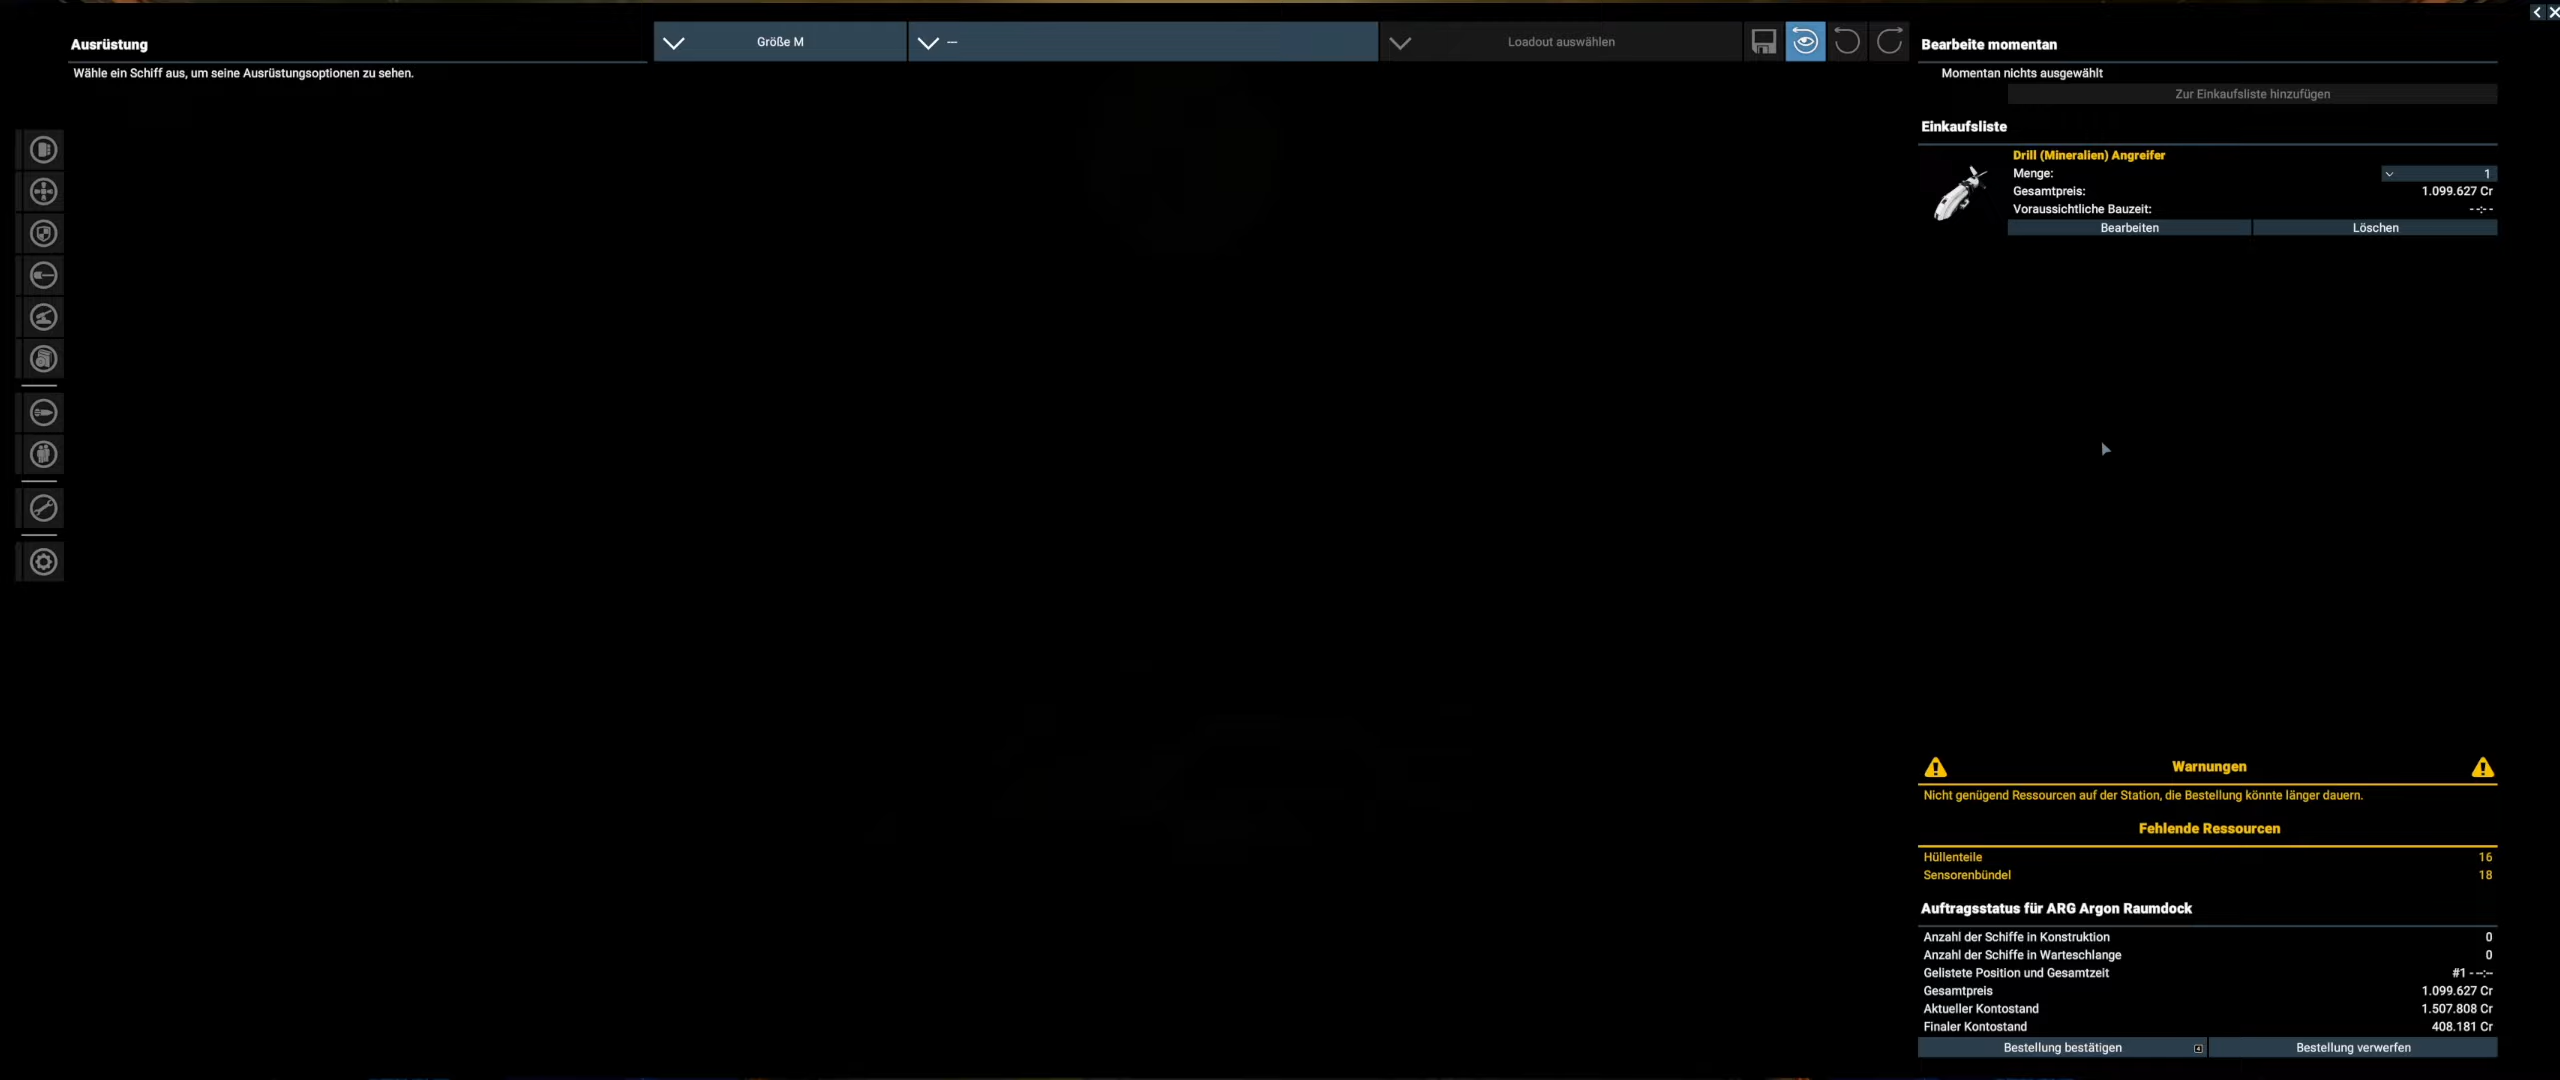 Ausrüstung
Wähle ein Schiff aus, um seine Ausrüstungsoptionen zu sehen.
Größe M
---
Loadout auswählen
Bearbeite momentan
Momentan nichts ausgewählt
Zur Einkaufsliste hinzufügen
Einkaufsliste
Drill (Mineralien) Angreifer
Menge: 1
Gesamtpreis: 1.099.627 Cr
Voraussichtliche Bauzeit: --:--
Bearbeiten Löschen
Warnungen
Nicht genügend Ressourcen auf der Station, die Bestellung könnte länger dauern.
Fehlende Ressourcen
Hüllenteile 16
Sensorenbündel 18
Auftragsstatus für ARG Argon Raumdock
Anzahl der Schiffe in Konstruktion 0
Anzahl der Schiffe in Warteschlange 0
Gelistete Position und Gesamtzeit #1 - --:--
Gesamtpreis 1.099.627 Cr
Aktueller Kontostand 1.507.808 Cr
Finaler Kontostand 408.181 Cr
Bestellung bestätigen Bestellung verwerfen